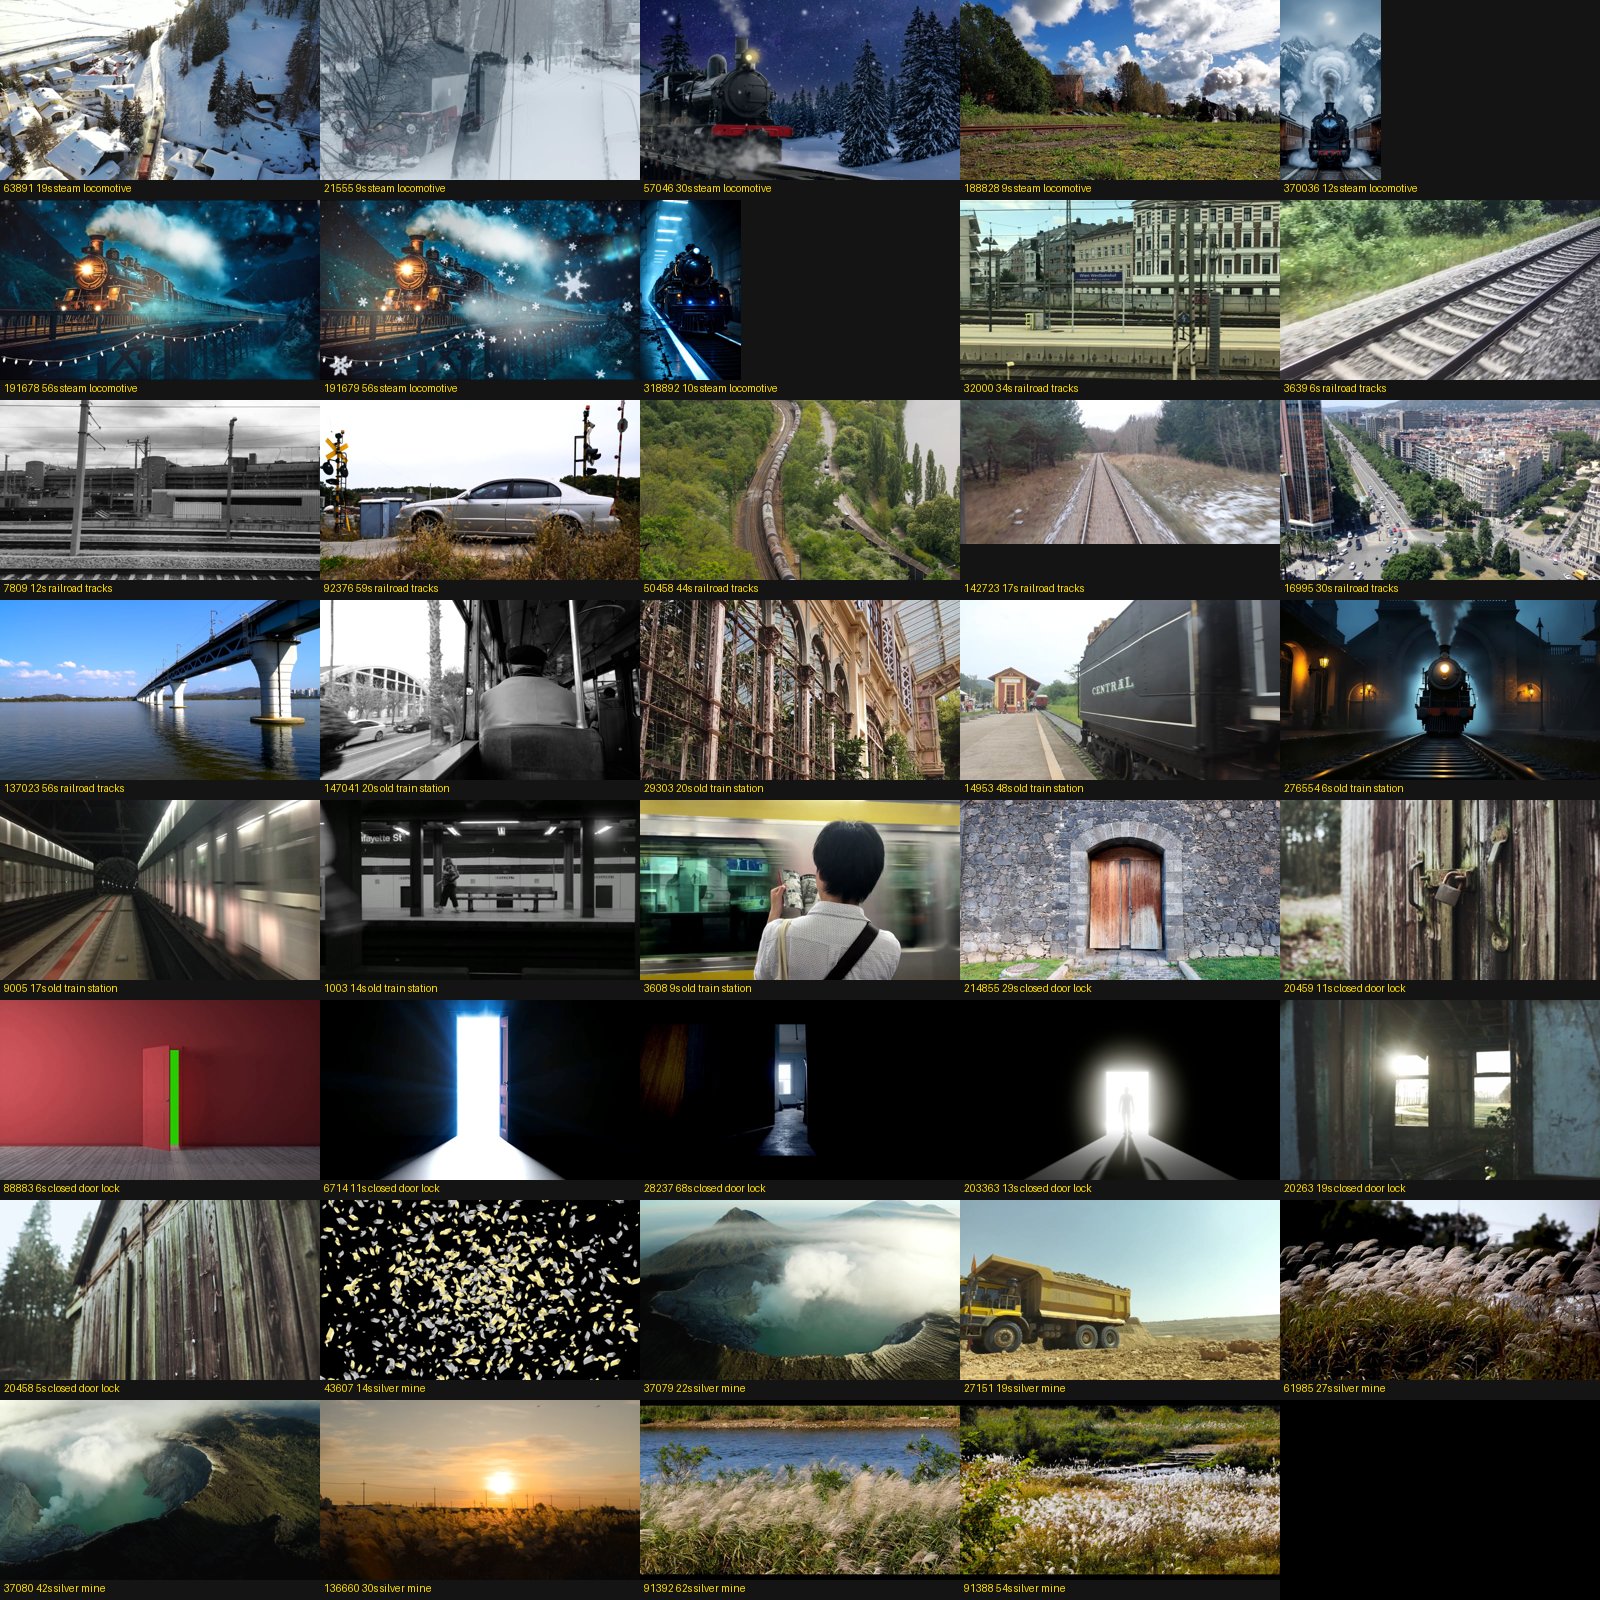 63891 19s steam locomotive
21555 9s steam locomotive
57046 30s steam locomotive
188828 9s steam locomotive
370036 12s steam locomotive
191678 56s steam locomotive
191679 56s steam locomotive
318892 10s steam locomotive
Wien Westbahnhof
32000 34s railroad tracks
3639 6s railroad tracks
7809 12s railroad tracks
92376 59s railroad tracks
50458 44s railroad tracks
142723 17s railroad tracks
16995 30s railroad tracks
CENTRAL
137023 56s railroad tracks
147041 20s old train station
29303 20s old train station
14953 48s old train station
276554 6s old train station
fayette St
9005 17s old train station
1003 14s old train station
3608 9s old train station
214855 29s closed door lock
20459 11s closed door lock
88883 6s closed door lock
6714 11s closed door lock
28237 68s closed door lock
203363 13s closed door lock
20263 19s closed door lock
20458 5s closed door lock
43607 14s silver mine
37079 22s silver mine
27151 19s silver mine
61985 27s silver mine
37080 42s silver mine
136660 30s silver mine
91392 62s silver mine
91388 54s silver mine